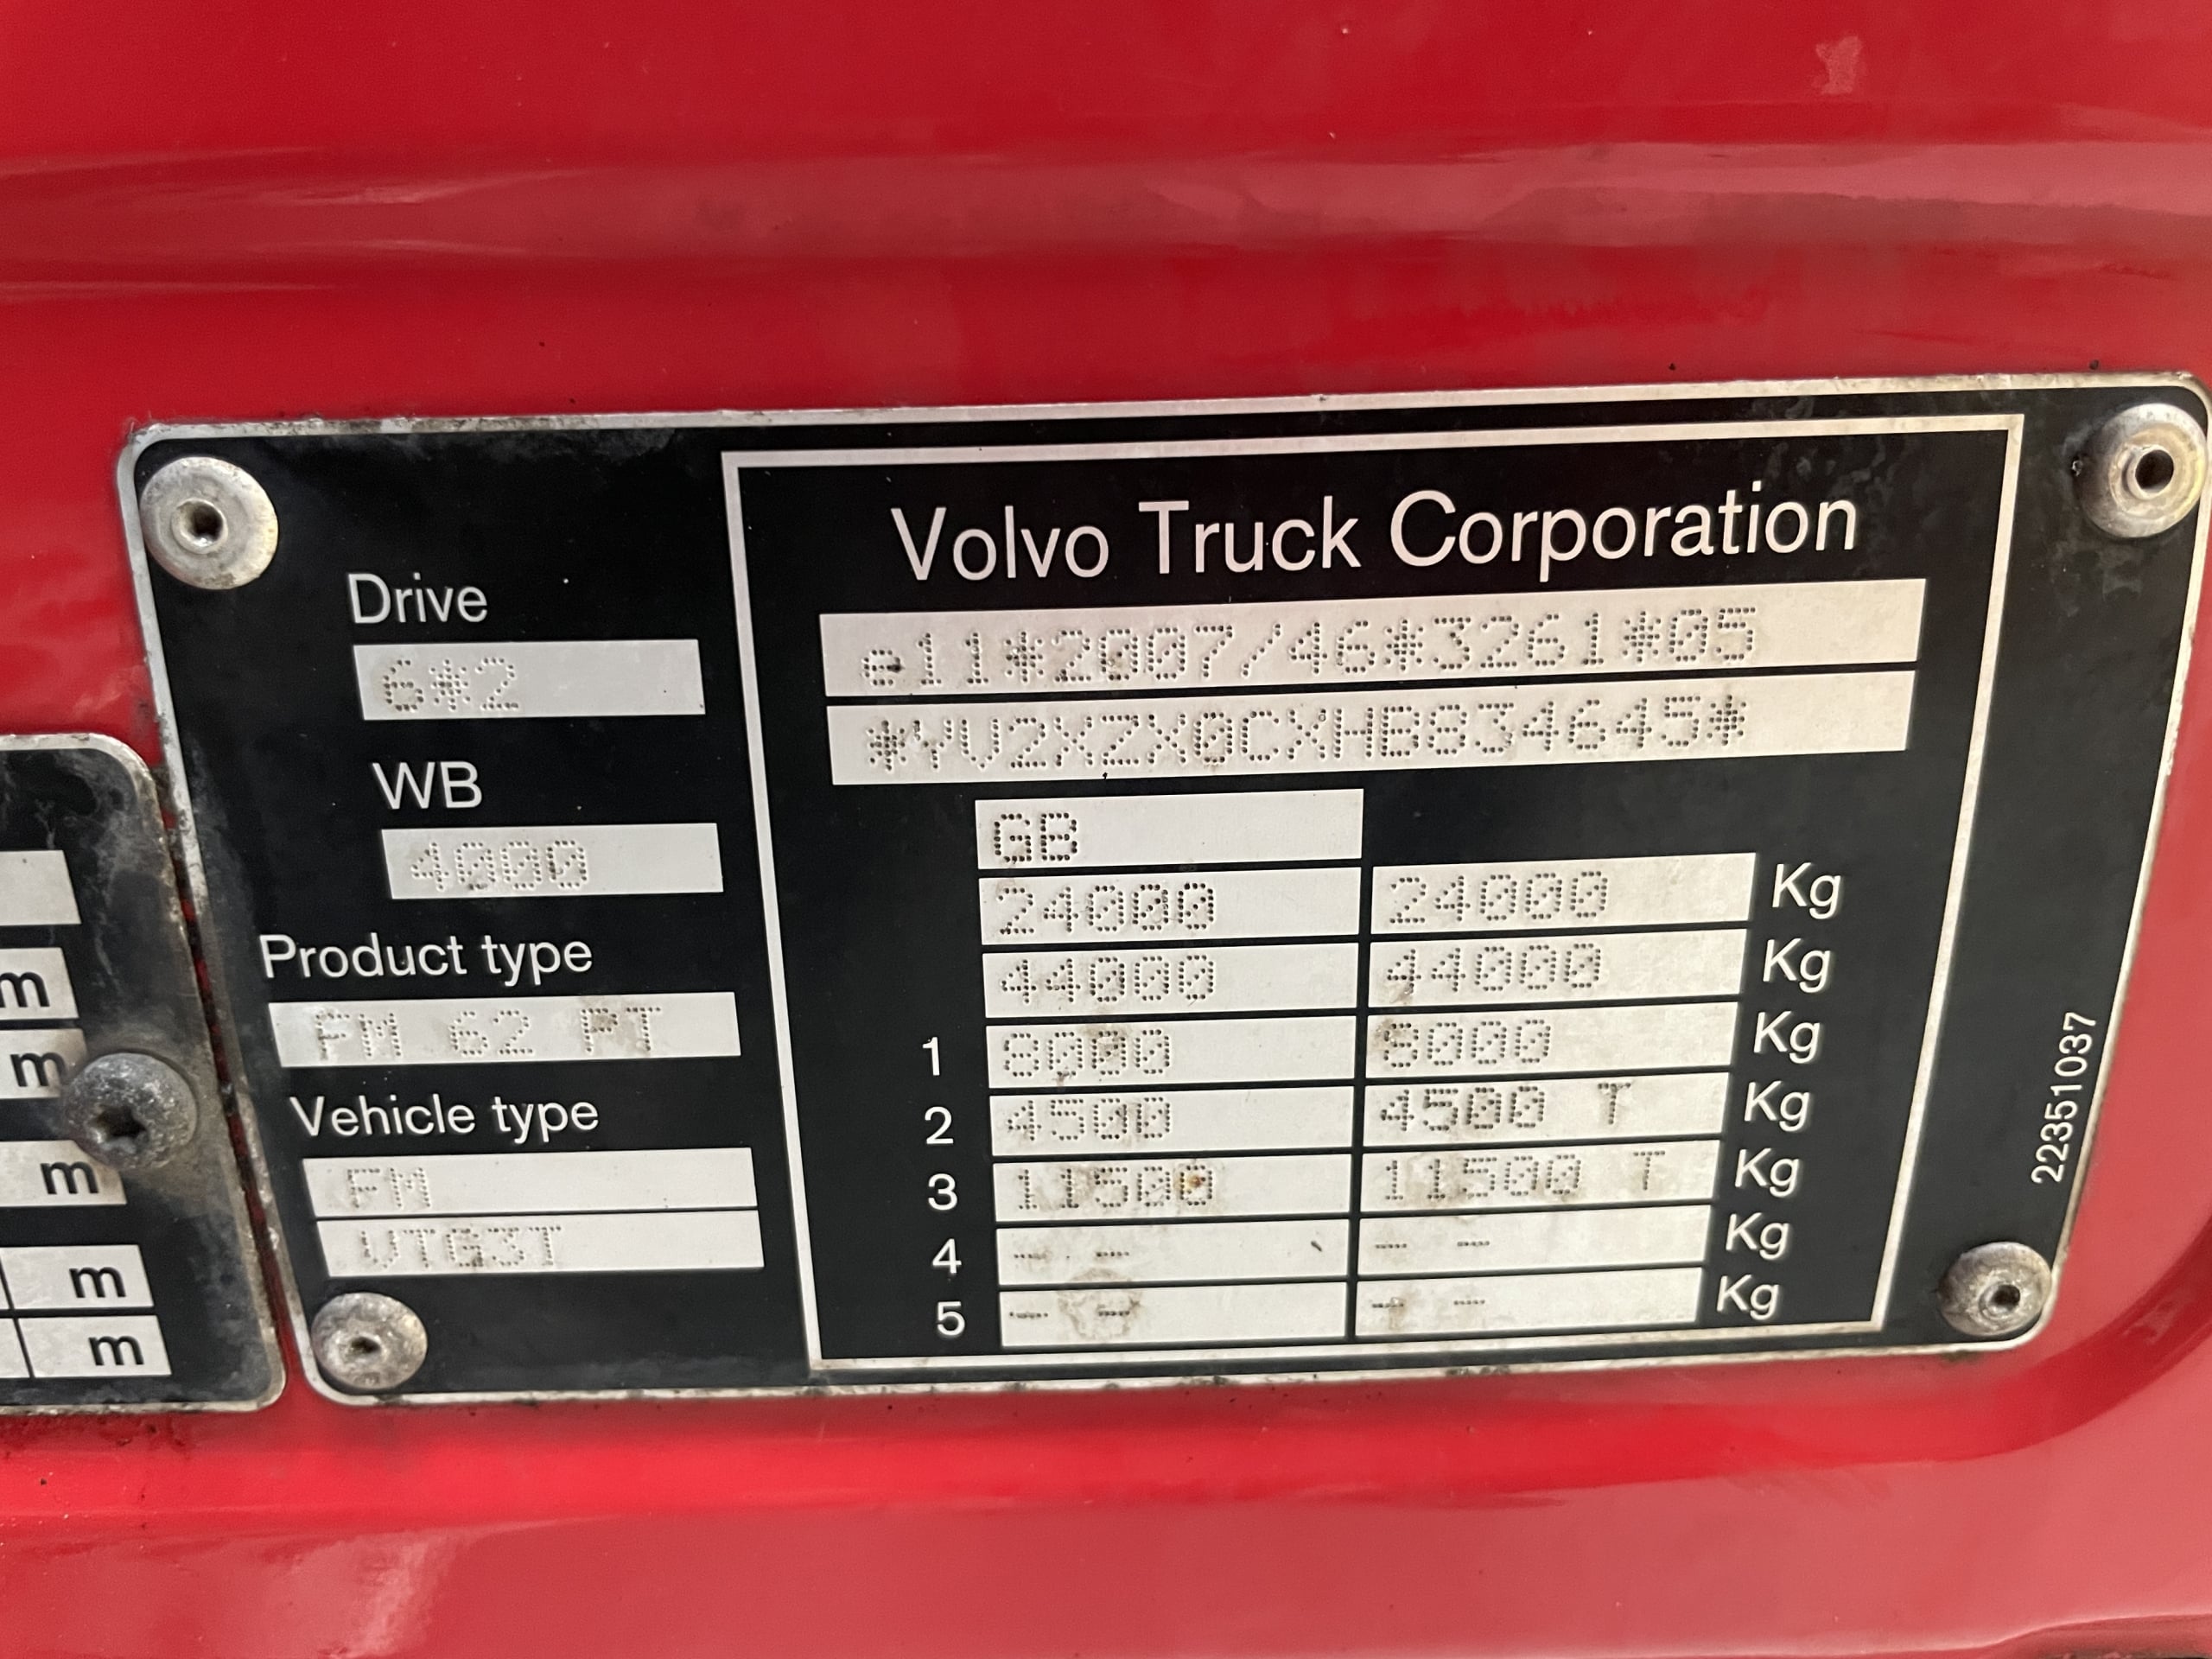 Volvo Truck Corporation
e11*2007/46*3261*05
*YV2XZX0CXHB834645*
GB
24000 24000 Kg
44000 44000 Kg
1 8000 8000 Kg
2 4500 4500 T Kg
3 11500 11500 T Kg
4 - - - - Kg
5 - - - - Kg
Drive
6*2
WB
4000
Product type
FM 62 PT
Vehicle type
FM
VTG3T
22351037
m
m
m
m
m